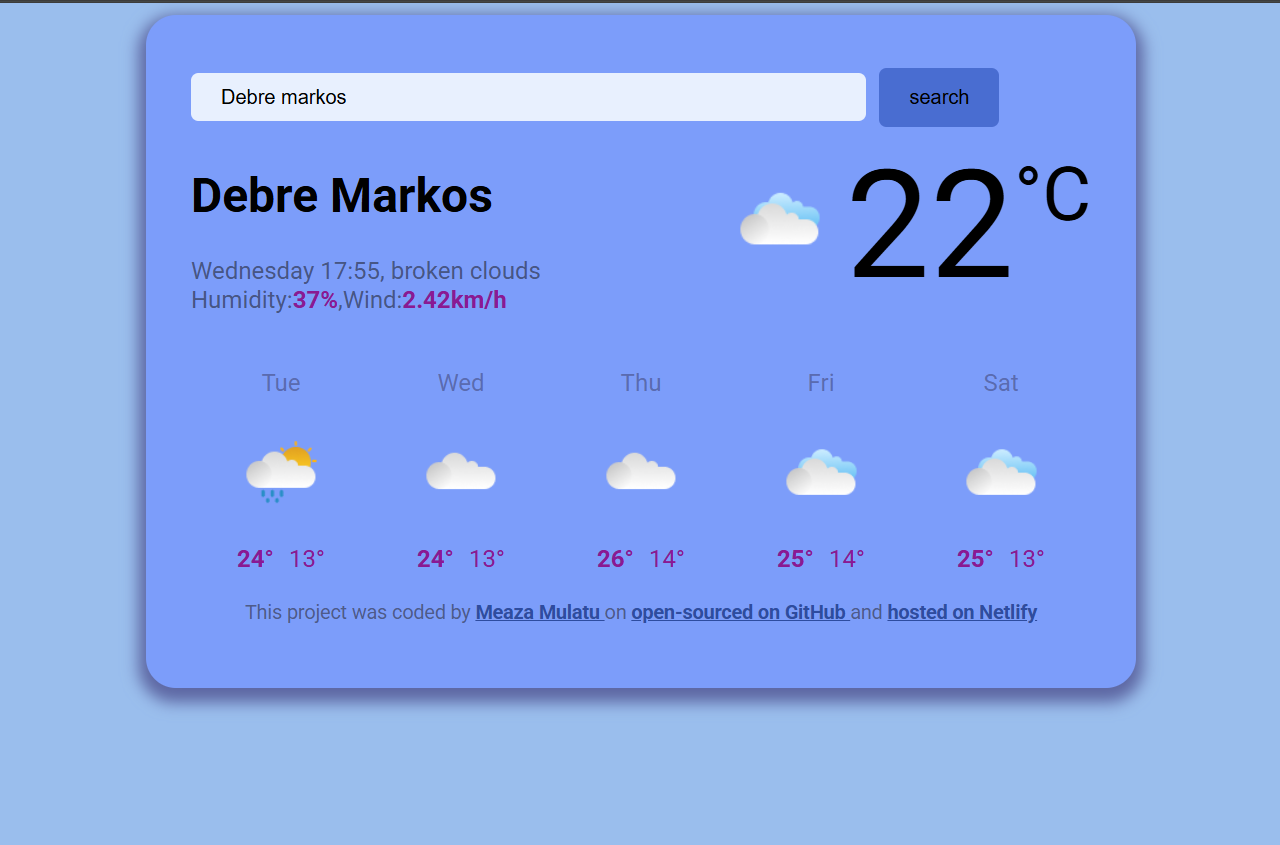 Debre markos search
Debre Markos
22°C
Wednesday 17:55, broken clouds
Humidity:37%,Wind:2.42km/h
Tue Wed Thu Fri Sat
24° 13° 24° 13° 26° 14° 25° 14° 25° 13°
This project was coded by Meaza Mulatu on open-sourced on GitHub and hosted on Netlify